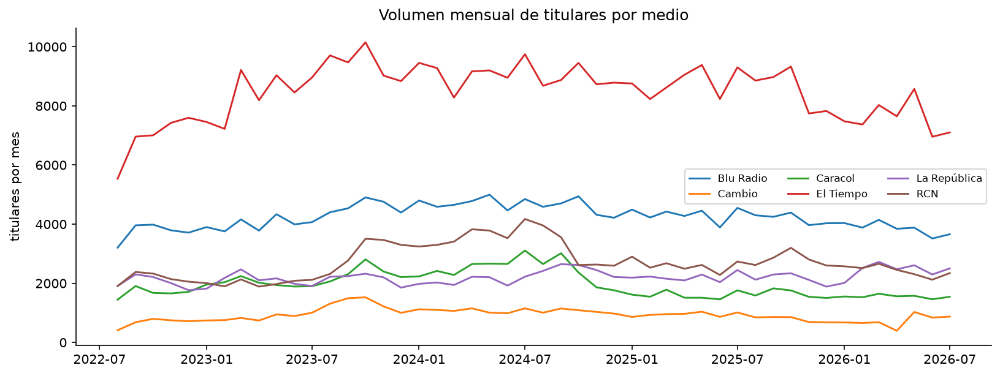 Volumen mensual de titulares por medio
titulares por mes
10000
8000
6000
4000
2000
0
Blu Radio Caracol La República
Cambio El Tiempo RCN
2022-07 2023-01 2023-07 2024-01 2024-07 2025-01 2025-07 2026-01 2026-07